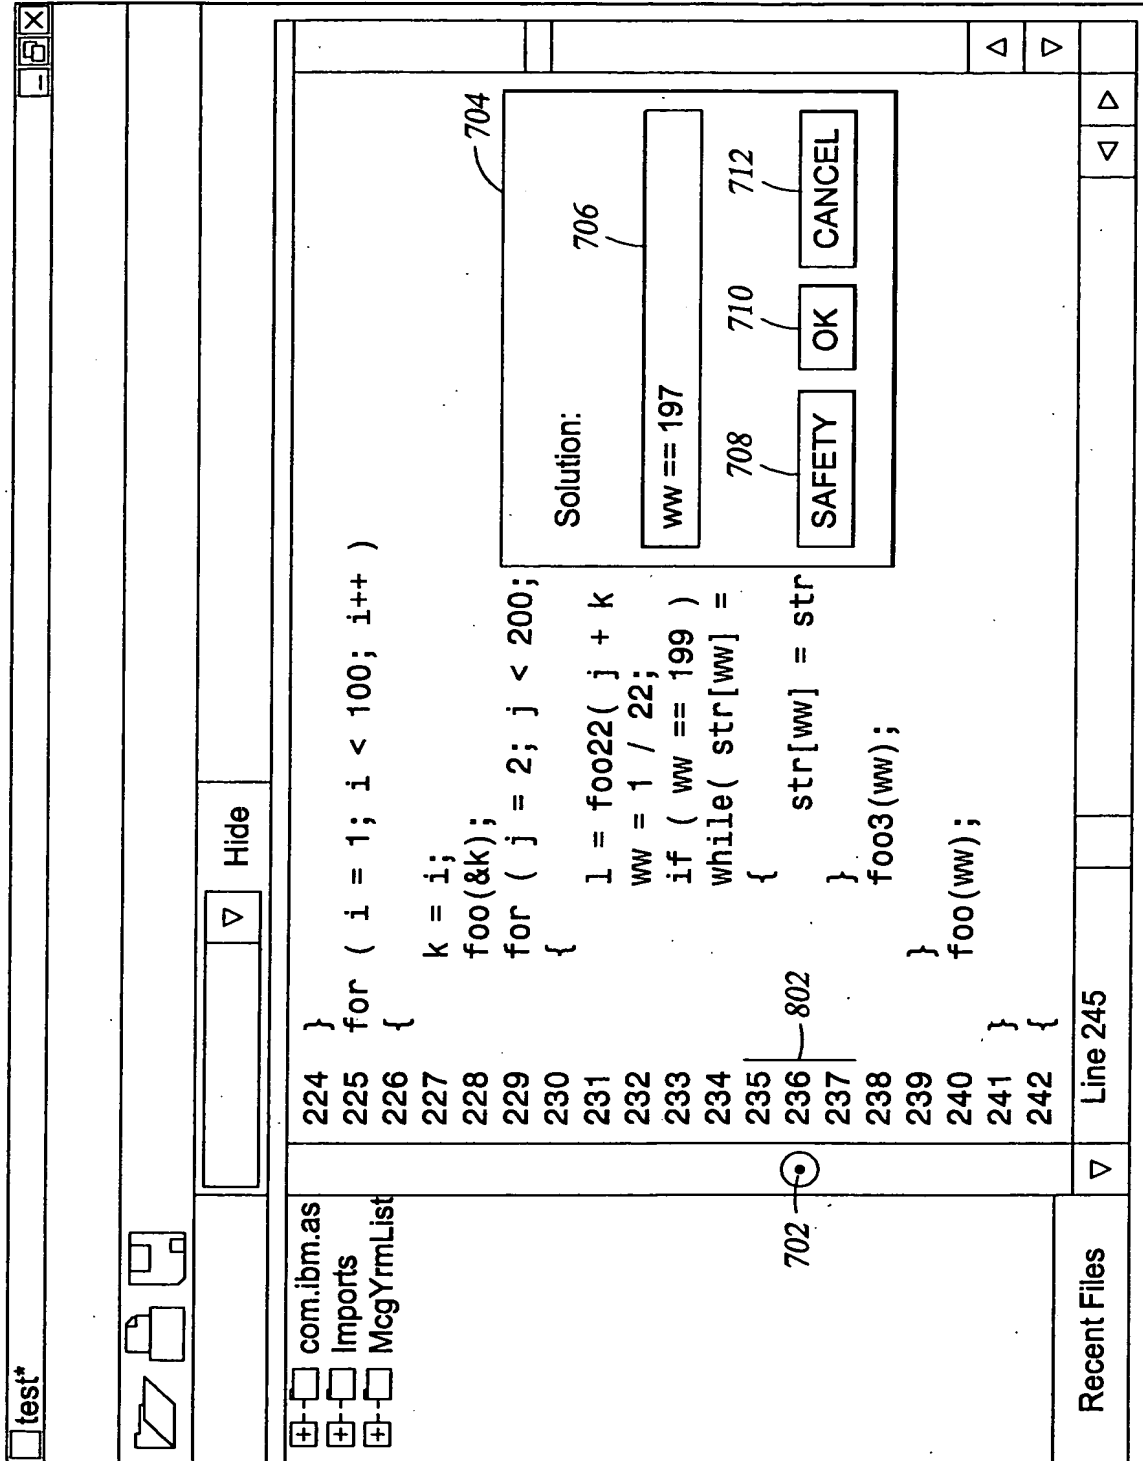 test*
Hide
com.ibm.as
Imports
McgYrmList
224 }
225 for ( i = 1; i < 100; i++ )
226 {
227 k = i;
228 foo(&k);
229 for ( j = 2; j < 200;
230 {
231 l = foo22( j + k
232 ww = 1 / 22;
233 if ( ww == 199 )
234 while( str[ww] =
235 {
236 str[ww] = str
237 }
238 foo3(ww);
239 }
240 foo(ww);
241 }
242 {
702
802
704
Solution:
706
ww == 197
708
710
712
SAFETY
OK
CANCEL
Recent Files
Line 245